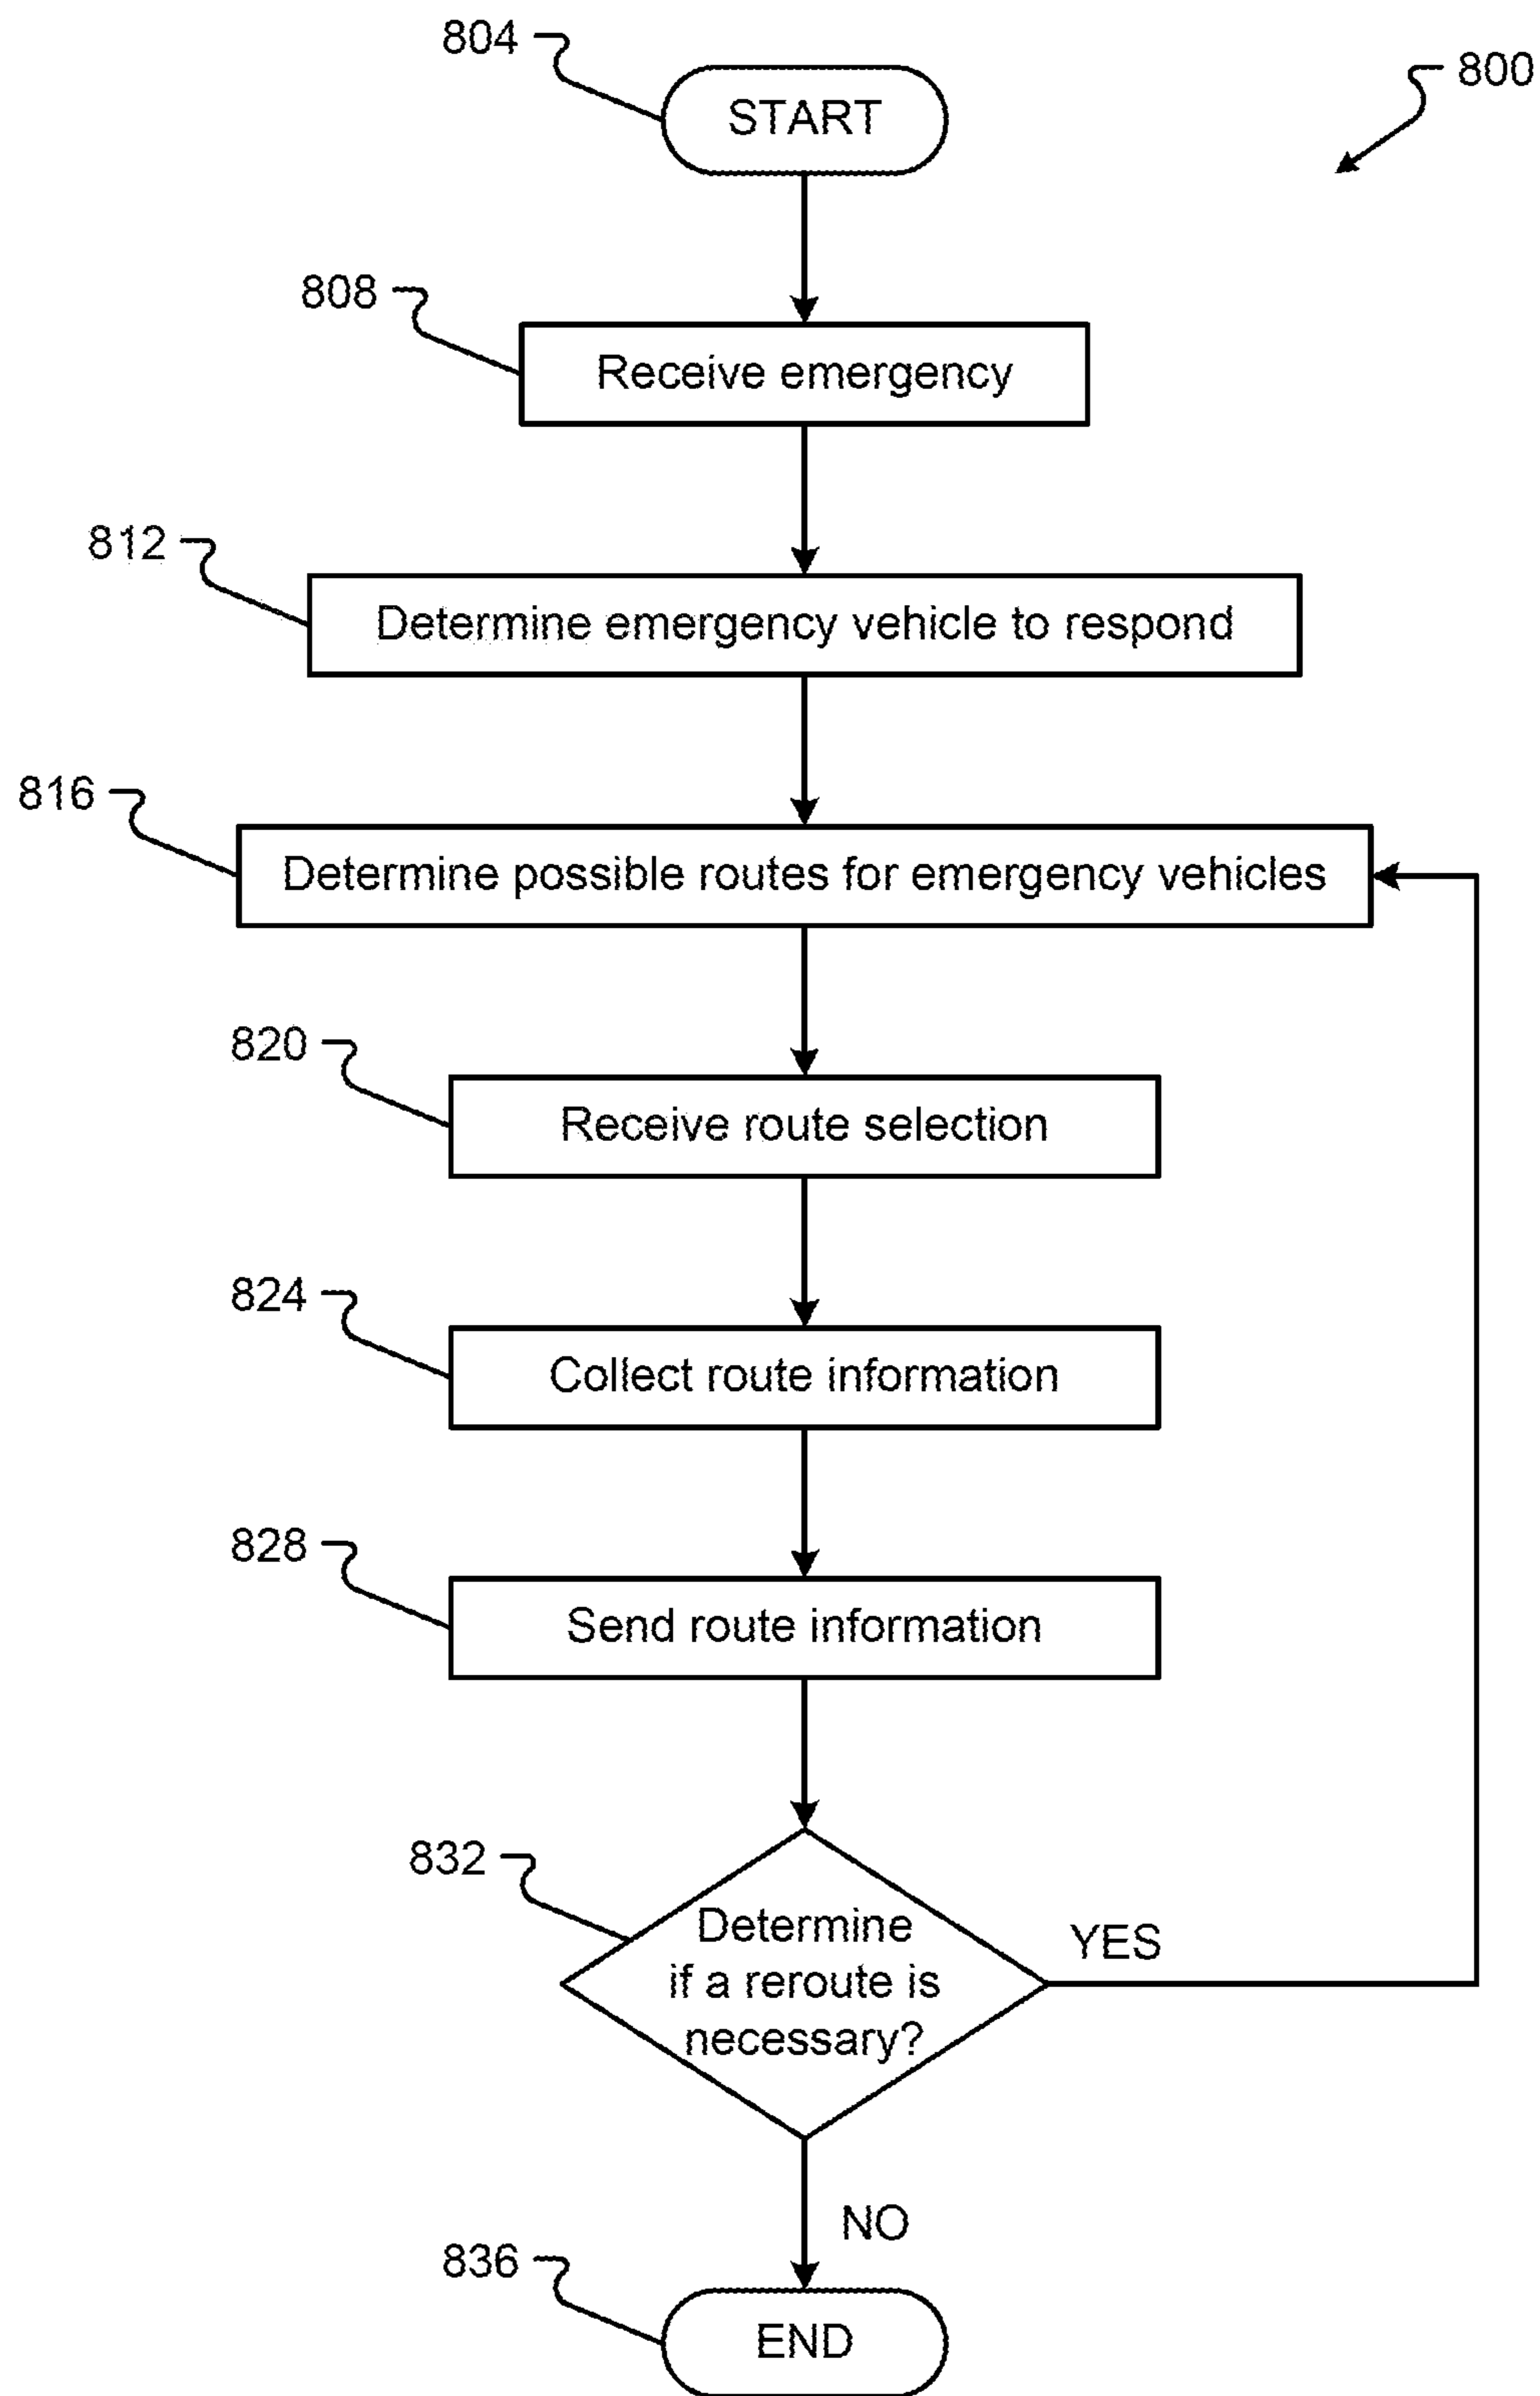 804
START
800
808
Receive emergency
812
Determine emergency vehicle to respond
816
Determine possible routes for emergency vehicles
820
Receive route selection
824
Collect route information
828
Send route information
832
Determine
if a reroute is
necessary?
YES
NO
836
END